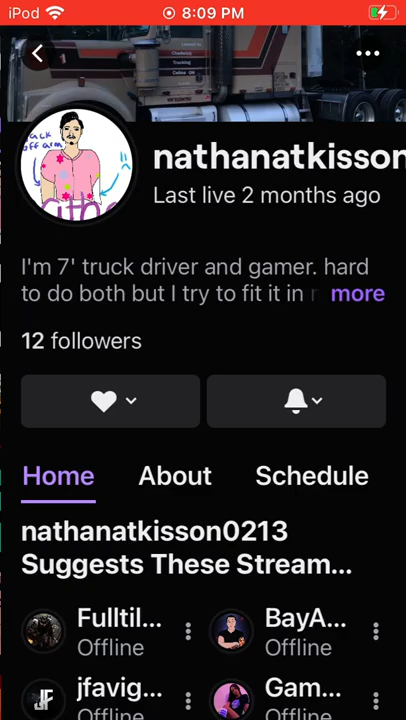 iPod 8:09 PM
Trucking
nathanatkisson
Last live 2 months ago
I'm 7' truck driver and gamer. hard
to do both but I try to fit it in r more
12 followers
Home About Schedule
nathanatkisson0213
Suggests These Stream...
Fulltil... BayA...
Offline Offline
jfavig... Gam...
Offline Offline